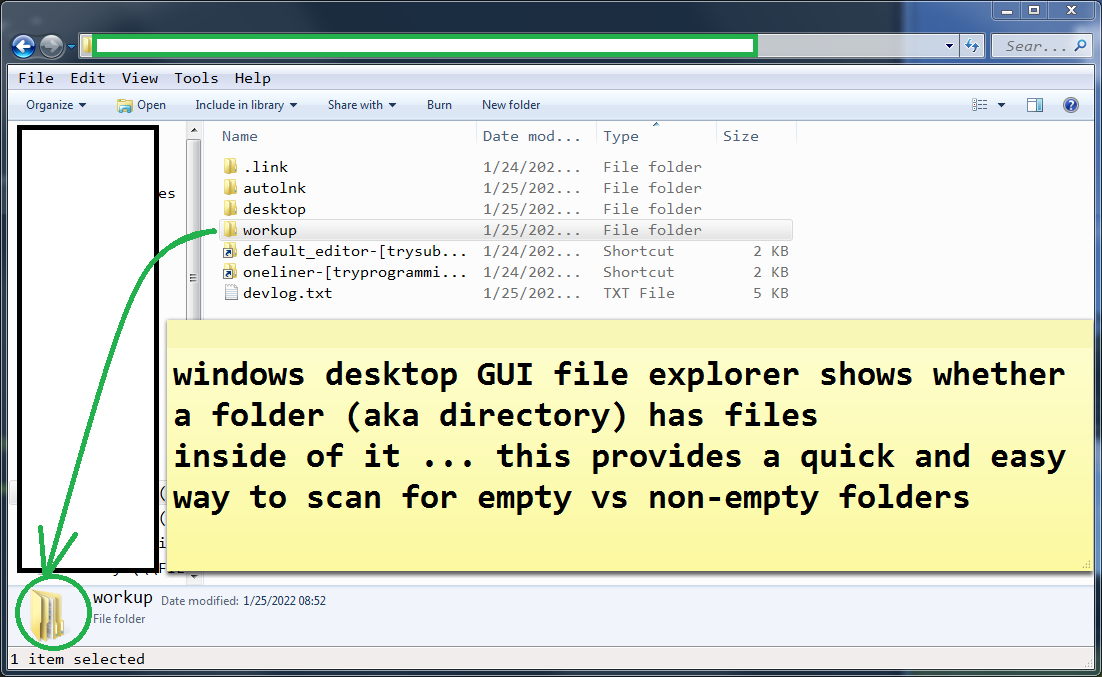 Sear...
File Edit View Tools Help
Organize Open Include in library Share with Burn New folder
Name Date mod... Type Size
.link 1/24/202... File folder
autolnk 1/25/202... File folder
desktop 1/25/202... File folder
workup 1/25/202... File folder
default_editor-[trysub... 1/24/202... Shortcut 2 KB
oneliner-[tryprogrammi... 1/24/202... Shortcut 2 KB
devlog.txt 1/25/202... TXT File 5 KB
es
windows desktop GUI file explorer shows whether
a folder (aka directory) has files
inside of it ... this provides a quick and easy
way to scan for empty vs non-empty folders
workup Date modified: 1/25/2022 08:52
File folder
1 item selected